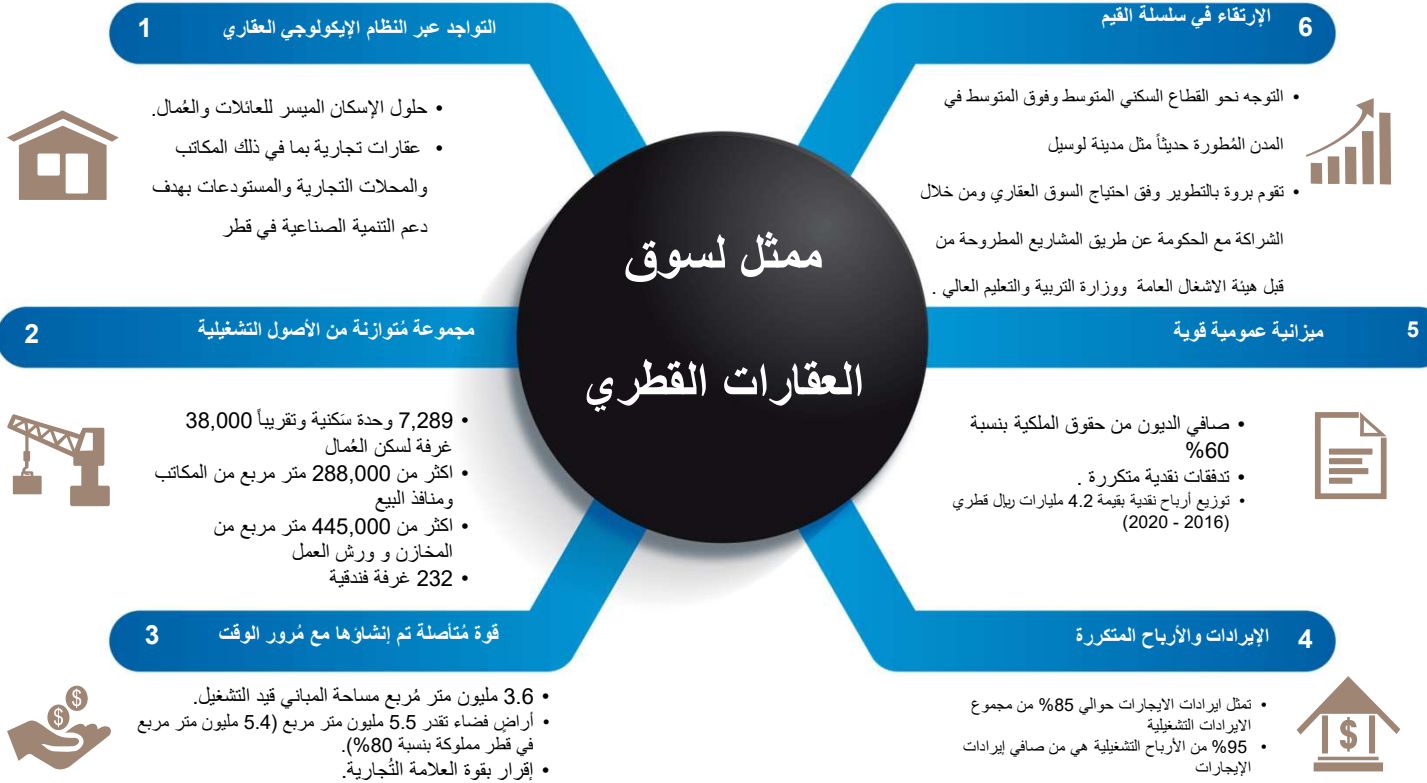 1 التواجد عبر النظام الإيكولوجي العقاري
• حلول الإسكان الميسر للعائلات والعُمال.
• عقارات تجارية بما في ذلك المكاتب
والمحلات التجارية والمستودعات بهدف
دعم التنمية الصناعية في قطر
2 مجموعة مُتوازنة من الأصول التشغيلية
• 7,289 وحدة سَكنية وتقريباً 38,000
غرفة لسكن العُمال
• اكثر من 288,000 متر مربع من المكاتب
ومنافذ البيع
• اكثر من 445,000 متر مربع من
المخازن و ورش العمل
• 232 غرفة فندقية
3 قوة مُتأصلة تم إنشاؤها مع مُرور الوقت
• 3.6 مليون متر مُربع مساحة المباني قيد التشغيل.
• أراضٍ فضاء تقدر 5.5 مليون متر مربع (5.4 مليون متر مربع
في قطر مملوكة بنسبة 80%).
• إقرار بقوة العلامة التُجارية.
ممثل لسوق
العقارات القطري
6 الإرتقاء في سلسلة القيم
• التوجه نحو القطاع السكني المتوسط وفوق المتوسط في
المدن المُطورة حديثاً مثل مدينة لوسيل
• تقوم بروة بالتطوير وفق احتياج السوق العقاري ومن خلال
الشراكة مع الحكومة عن طريق المشاريع المطروحة من
قبل هيئة الاشغال العامة ووزارة التربية والتعليم العالي .
5 ميزانية عمومية قوية
• صافي الديون من حقوق الملكية بنسبة
60%
• تدفقات نقدية متكررة .
• توزيع أرباح نقدية بقيمة 4.2 مليارات ريال قطري
(2016 - 2020)
4 الإيرادات والأرباح المتكررة
• تمثل ايرادات الايجارات حوالي 85% من مجموع
الايرادات التشغيلية
• 95% من الأرباح التشغيلية هي من صافي إيرادات
الإيجارات